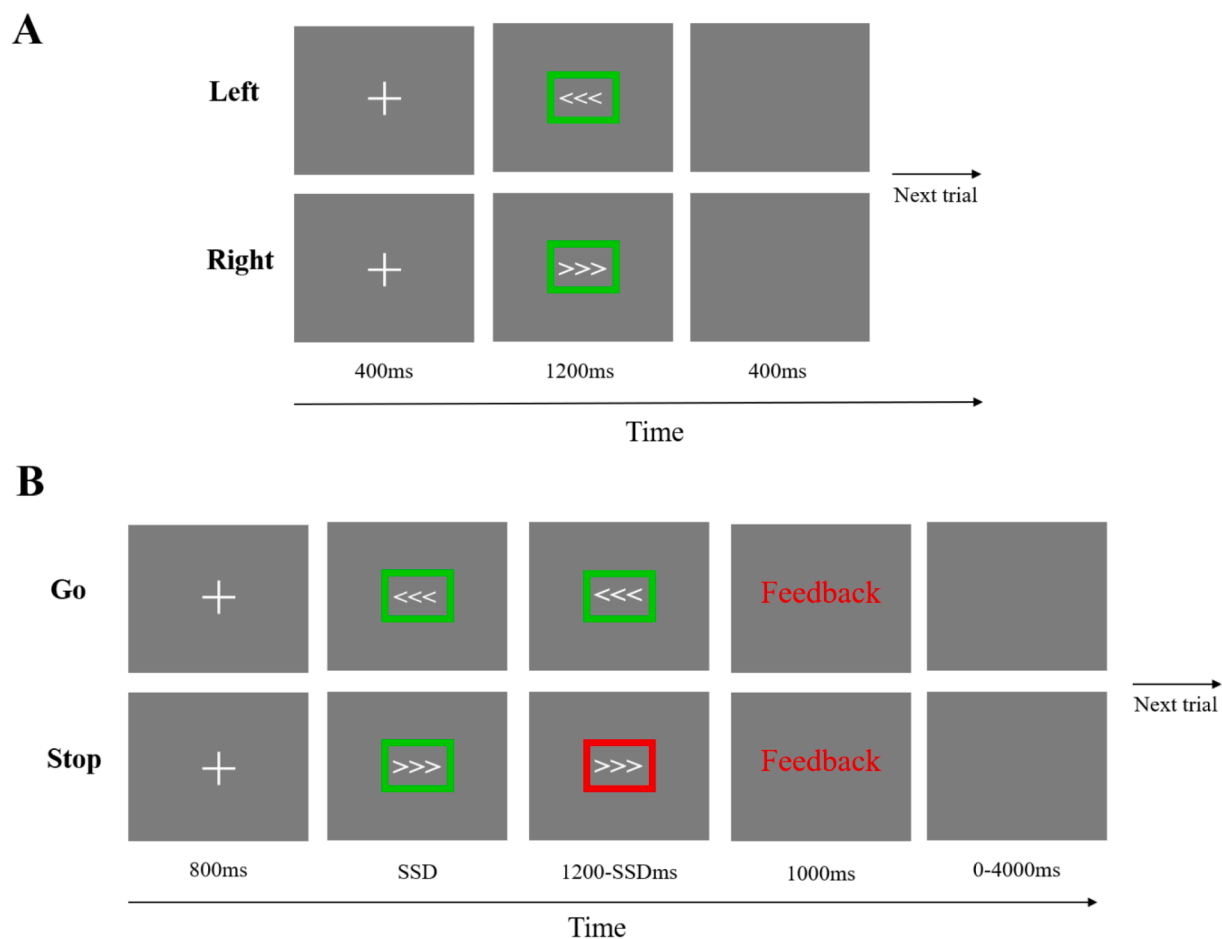 A
Left
<<<
Next trial
Right
>>>
400ms
1200ms
400ms
Time
B
Go
<<<
<<<
Feedback
Next trial
Stop
>>>
>>>
Feedback
800ms
SSD
1200-SSDms
1000ms
0-4000ms
Time